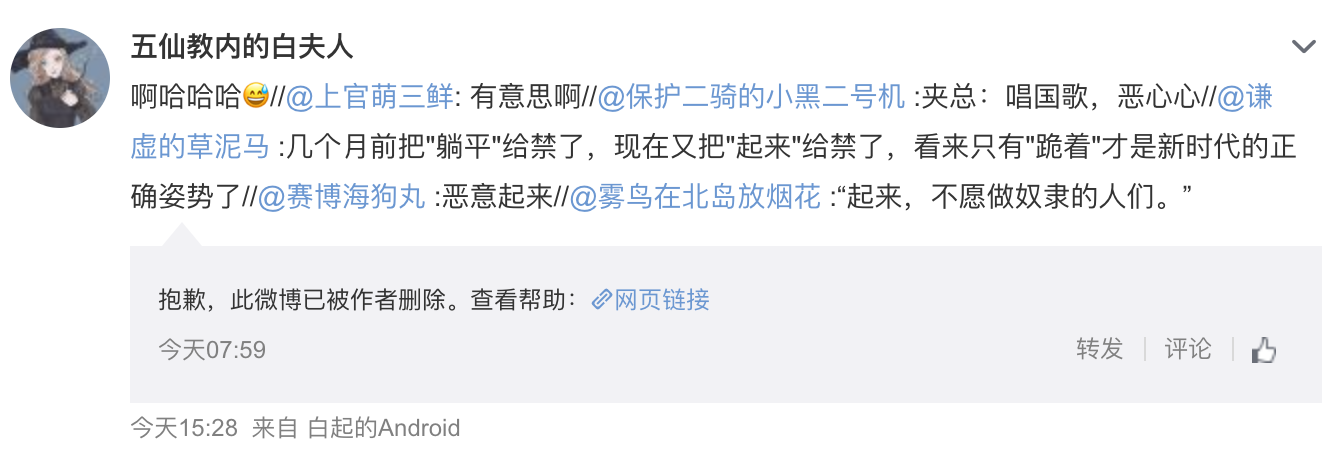 五仙教内的白夫人
啊哈哈哈😅//@上官萌三鲜: 有意思啊//@保护二骑的小黑二号机 :夹总：唱国歌，恶心心//@谦
虚的草泥马 :几个月前把"躺平"给禁了，现在又把"起来"给禁了，看来只有"跪着"才是新时代的正
确姿势了//@赛博海狗丸 :恶意起来//@雾鸟在北岛放烟花 :“起来，不愿做奴隶的人们。”
抱歉，此微博已被作者删除。查看帮助： 网页链接
今天07:59 转发 评论
今天15:28 来自 白起的Android